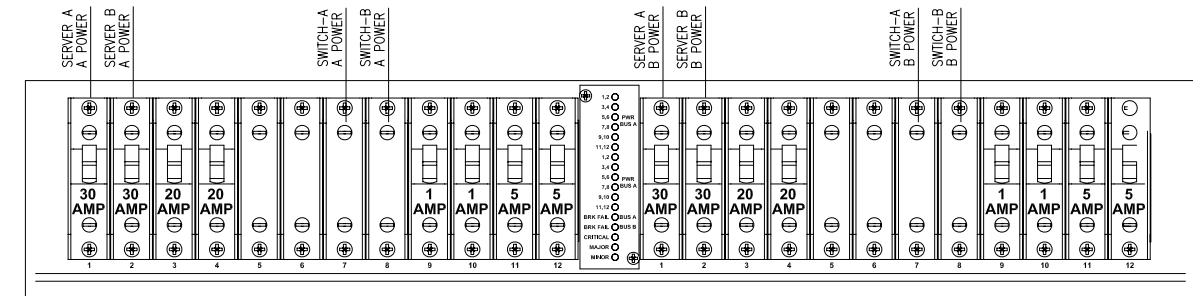 SERVER A
A POWER
SERVER B
A POWER
SWITCH-A
A POWER
SWITCH-B
A POWER
SERVER A
B POWER
SERVER B
B POWER
SWITCH-A
B POWER
SWTICH-B
B POWER
30 AMP
30 AMP
20 AMP
20 AMP
1 AMP
1 AMP
5 AMP
5 AMP
1 2 3 4 5 6 7 8 9 10 11 12
1,2
3,4
5,6 PWR
7,8 BUS A
9,10
11,12
1,2
3,4
5,6 PWR
7,8 BUS A
9,10
11,12
BRK FAIL BUS A
BRK FAIL BUS B
CRITICAL
MAJOR
MINOR
30 AMP
30 AMP
20 AMP
20 AMP
1 AMP
1 AMP
5 AMP
5 AMP
1 2 3 4 5 6 7 8 9 10 11 12